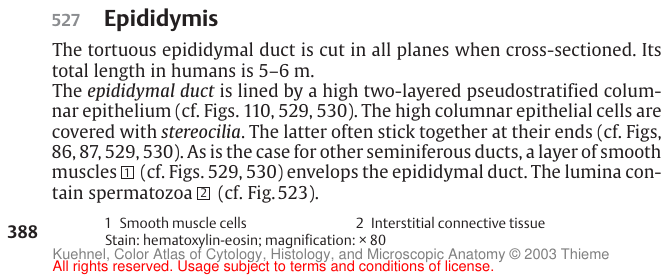 527 Epididymis
The tortuous epididymal duct is cut in all planes when cross-sectioned. Its
total length in humans is 5–6 m.
The epididymal duct is lined by a high two-layered pseudostratified colum-
nar epithelium (cf. Figs. 110, 529, 530). The high columnar epithelial cells are
covered with stereocilia. The latter often stick together at their ends (cf. Figs,
86, 87, 529, 530). As is the case for other seminiferous ducts, a layer of smooth
muscles 1 (cf. Figs. 529, 530) envelops the epididymal duct. The lumina con-
tain spermatozoa 2 (cf. Fig. 523).
1 Smooth muscle cells 2 Interstitial connective tissue
388
Stain: hematoxylin-eosin; magnification: × 80
Kuehnel, Color Atlas of Cytology, Histology, and Microscopic Anatomy © 2003 Thieme
All rights reserved. Usage subject to terms and conditions of license.